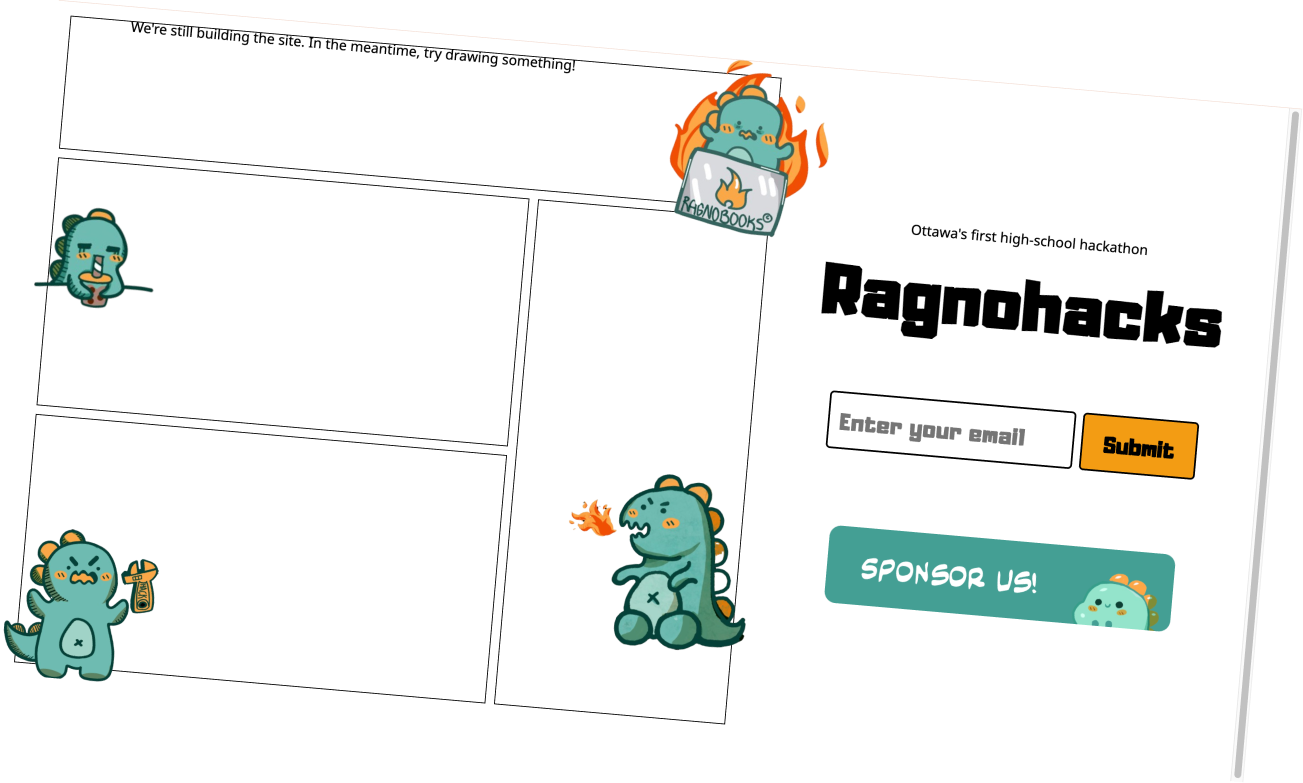 We're still building the site. In the meantime, try drawing something!
RAGNOBOOKS©
Ottawa's first high-school hackathon
Ragnohacks
Enter your email
Submit
SPONSOR US!